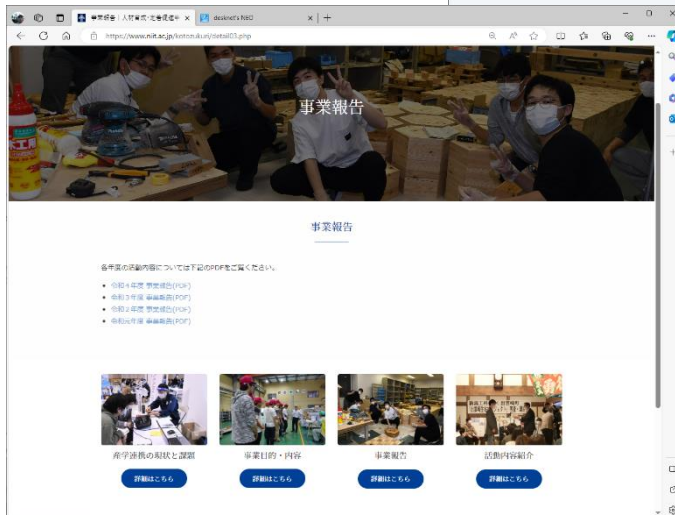 事業報告 | 人材育成・定着促進
desknet's NEO
https://www.niit.ac.jp/kotozukuri/detail03.php
事業報告
事業報告
各年度の活動内容については下記のPDFをご覧ください。
令和4年度 事業報告(PDF)
令和3年度 事業報告(PDF)
令和2年度 事業報告(PDF)
令和元年度 事業報告(PDF)
産学連携の現状と課題
事業目的・内容
事業報告
活動内容紹介
詳細はこちら
詳細はこちら
詳細はこちら
詳細はこちら